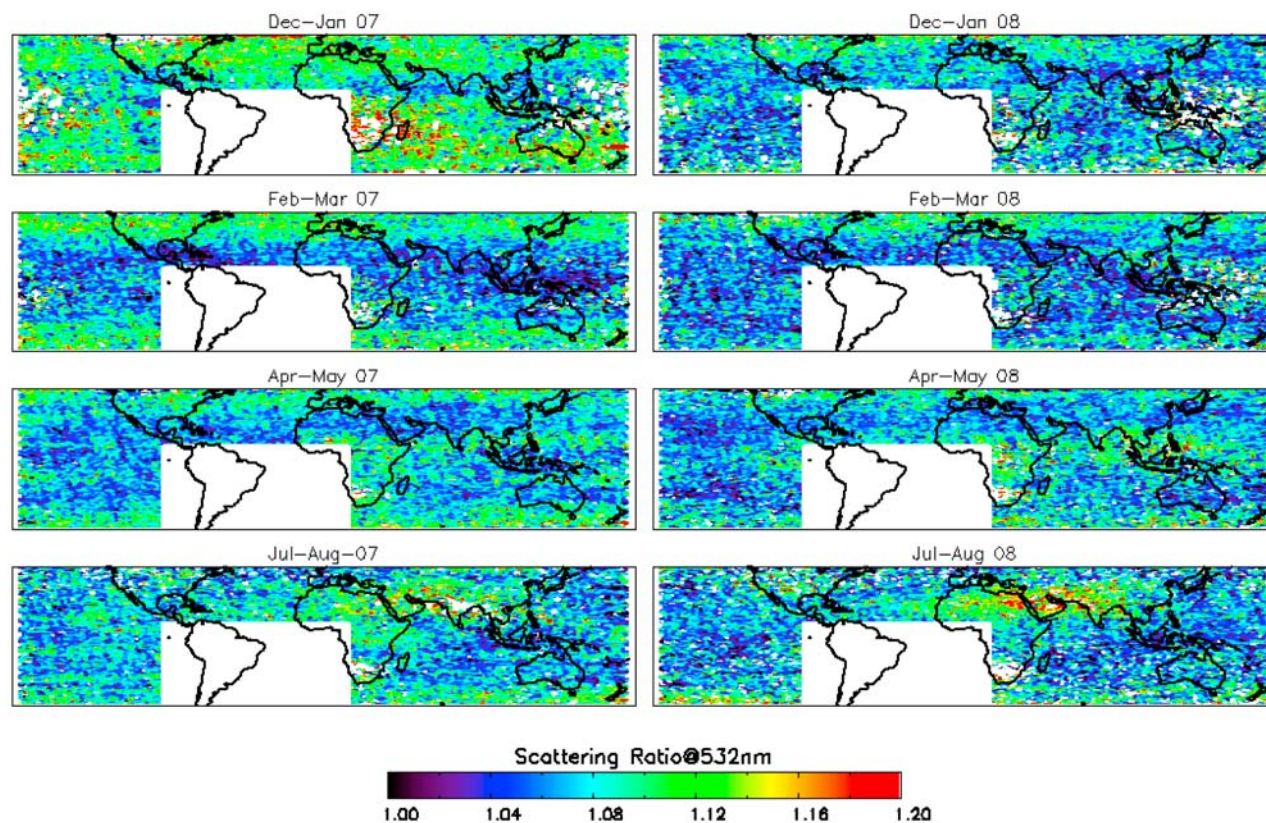 Dec-Jan 07
Dec-Jan 08
Feb-Mar 07
Feb-Mar 08
Apr-May 07
Apr-May 08
Jul-Aug-07
Jul-Aug 08
Scattering Ratio@532nm
1.00 1.04 1.08 1.12 1.16 1.20